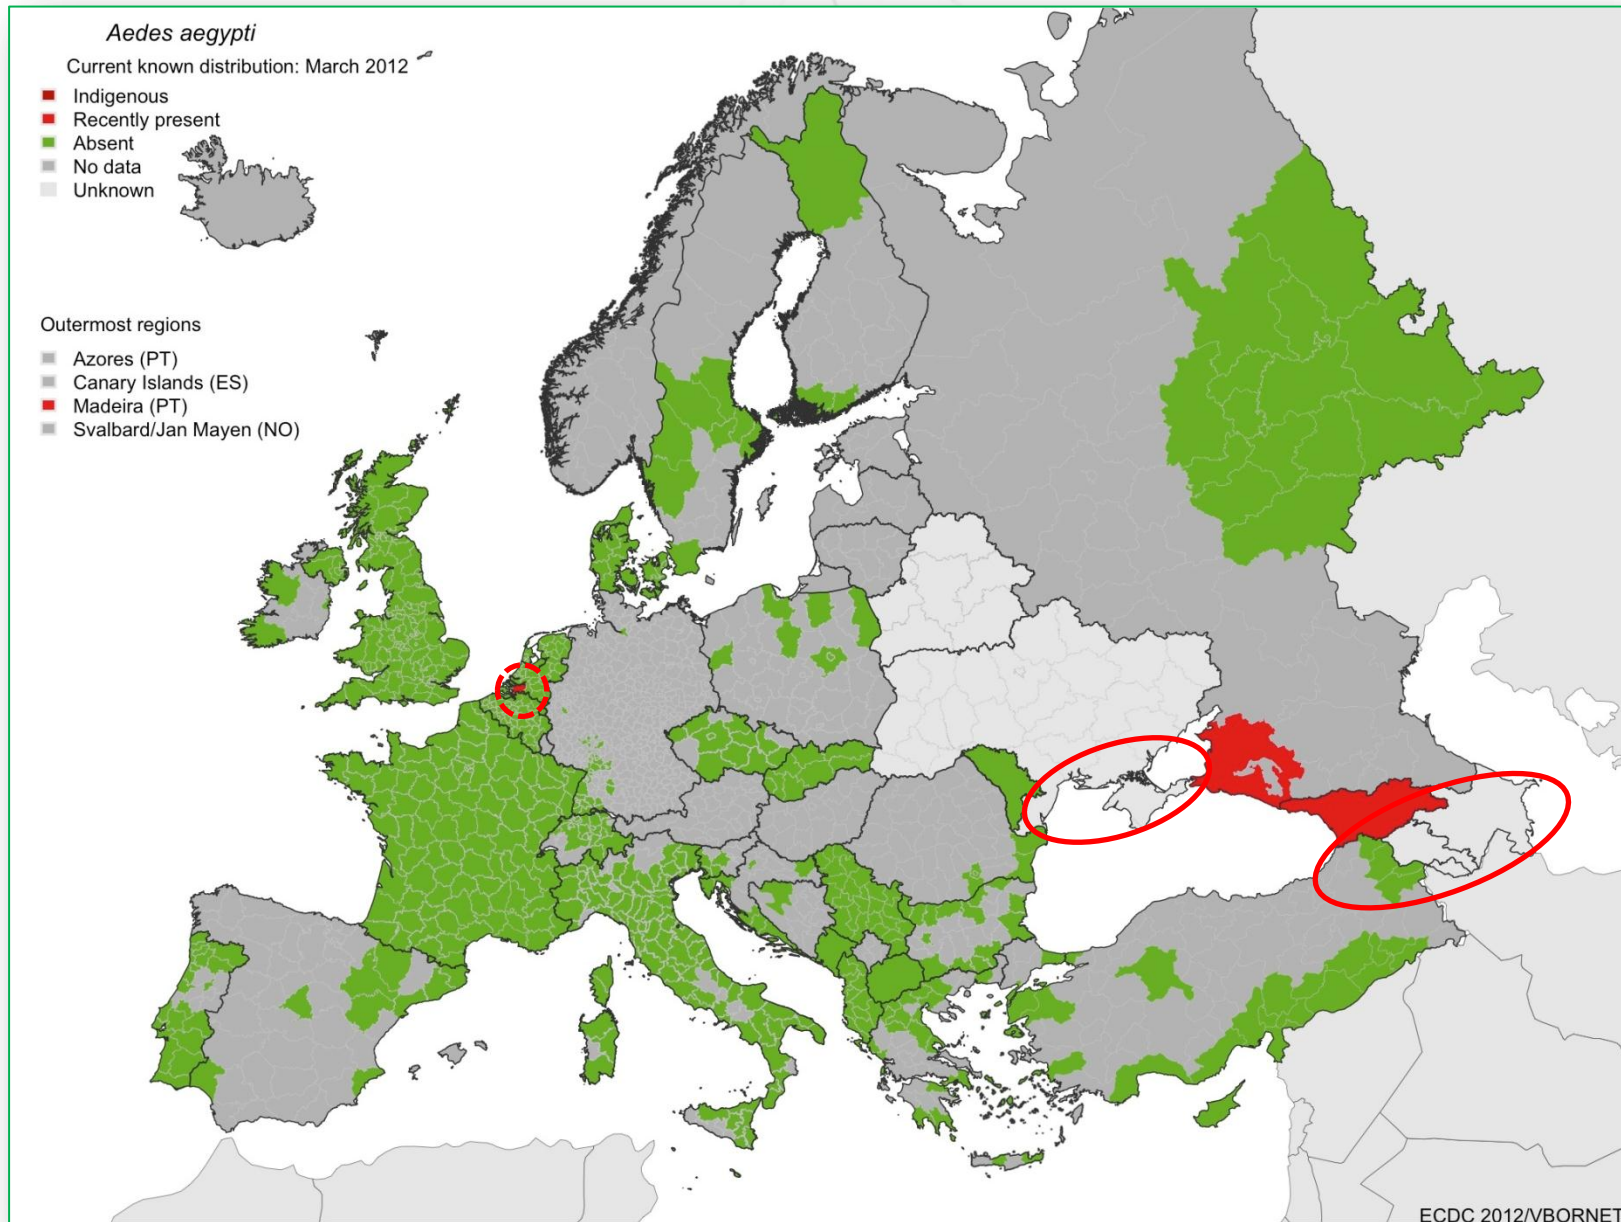 Aedes aegypti
Current known distribution: March 2012
Indigenous
Recently present
Absent
No data
Unknown
Outermost regions
Azores (PT)
Canary Islands (ES)
Madeira (PT)
Svalbard/Jan Mayen (NO)
ECDC 2012/VBORNET